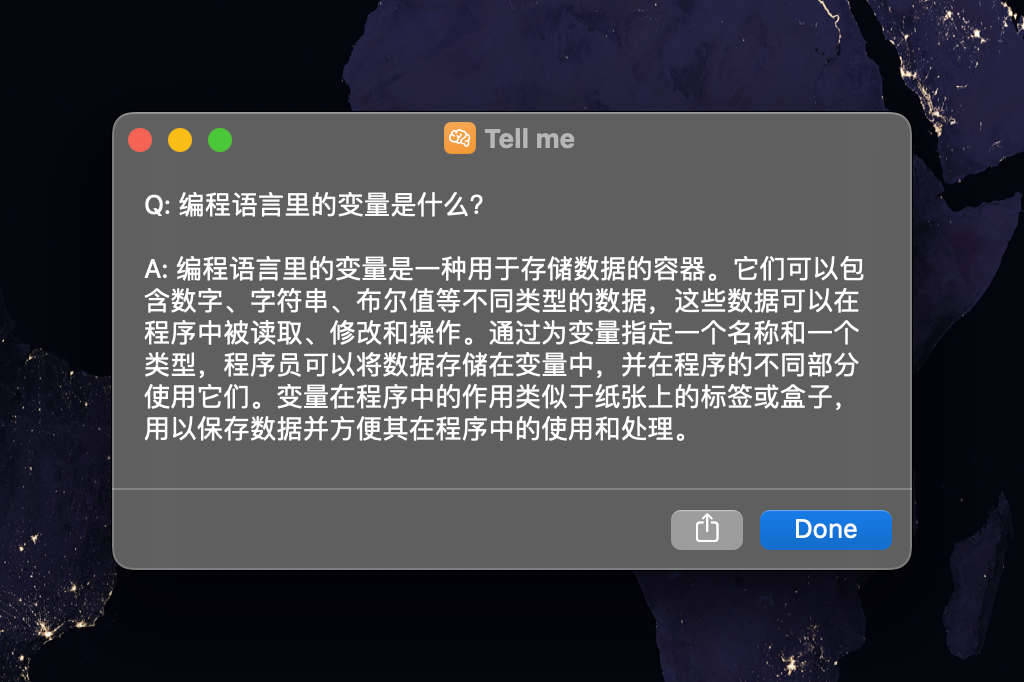 Tell me
Q: 编程语言里的变量是什么?
A: 编程语言里的变量是一种用于存储数据的容器。它们可以包
含数字、字符串、布尔值等不同类型的数据，这些数据可以在
程序中被读取、修改和操作。通过为变量指定一个名称和一个
类型，程序员可以将数据存储在变量中，并在程序的不同部分
使用它们。变量在程序中的作用类似于纸张上的标签或盒子，
用以保存数据并方便其在程序中的使用和处理。
Done